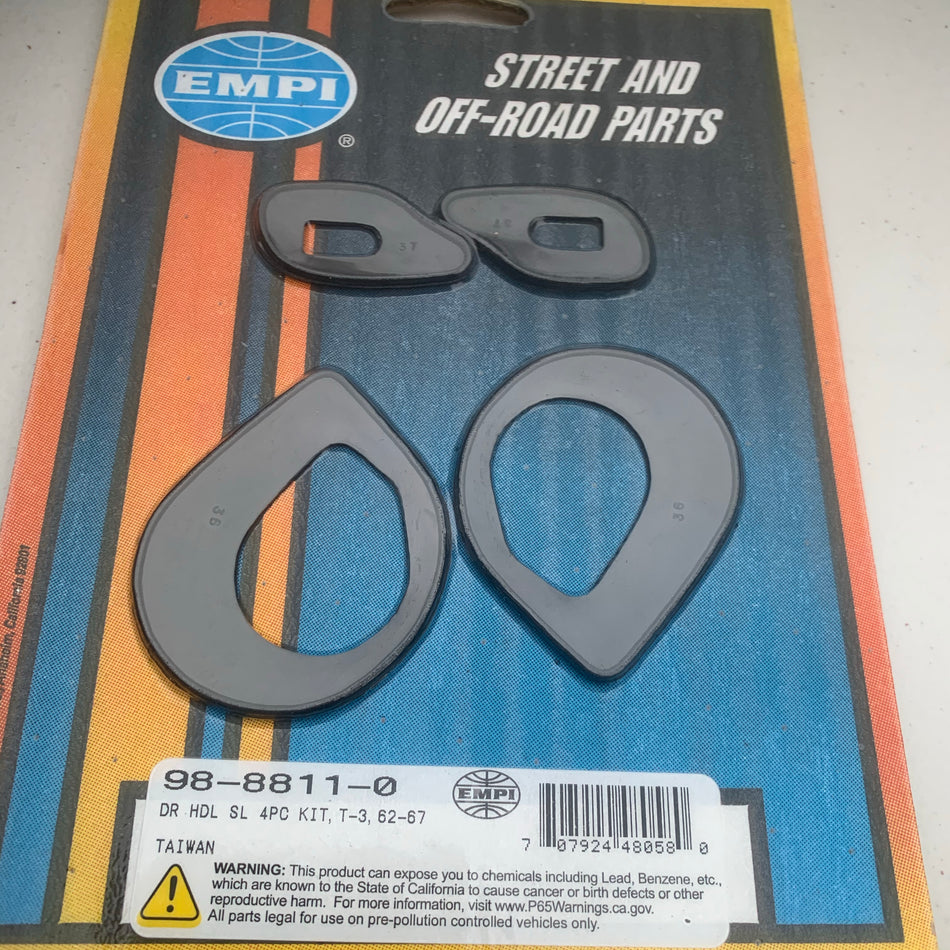 EMPI
®
STREET AND
OFF-ROAD PARTS
37
36
36
Anaheim, California 92801
98-8811-0
EMPI
DR HDL SL 4PC KIT, T-3, 62-67
7 07924 48058 0
TAIWAN
WARNING: This product can expose you to chemicals including Lead, Benzene, etc.,
which are known to the State of California to cause cancer or birth defects or other
reproductive harm. For more information, visit www.P65Warnings.ca.gov.
All parts legal for use on pre-pollution controlled vehicles only.